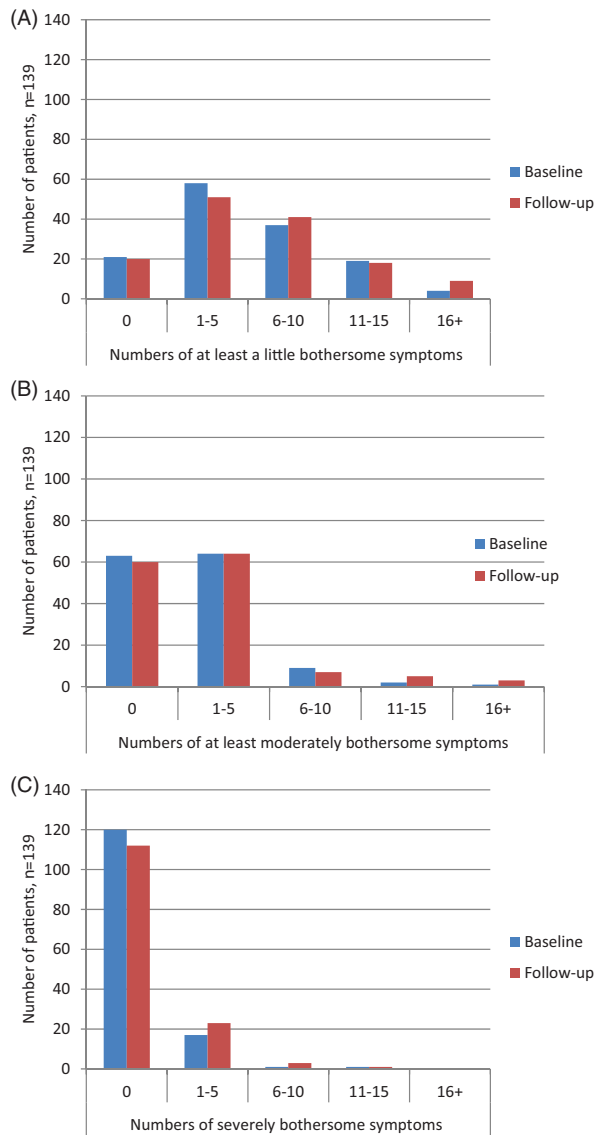 (A)
140
120
100
80
60
40
20
0
Number of patients, n=139
Baseline
Follow-up
0 1-5 6-10 11-15 16+
Numbers of at least a little bothersome symptoms
(B)
140
120
100
80
60
40
20
0
Number of patients, n=139
Baseline
Follow-up
0 1-5 6-10 11-15 16+
Numbers of at least moderately bothersome symptoms
(C)
140
120
100
80
60
40
20
0
Number of patients, n=139
Baseline
Follow-up
0 1-5 6-10 11-15 16+
Numbers of severely bothersome symptoms